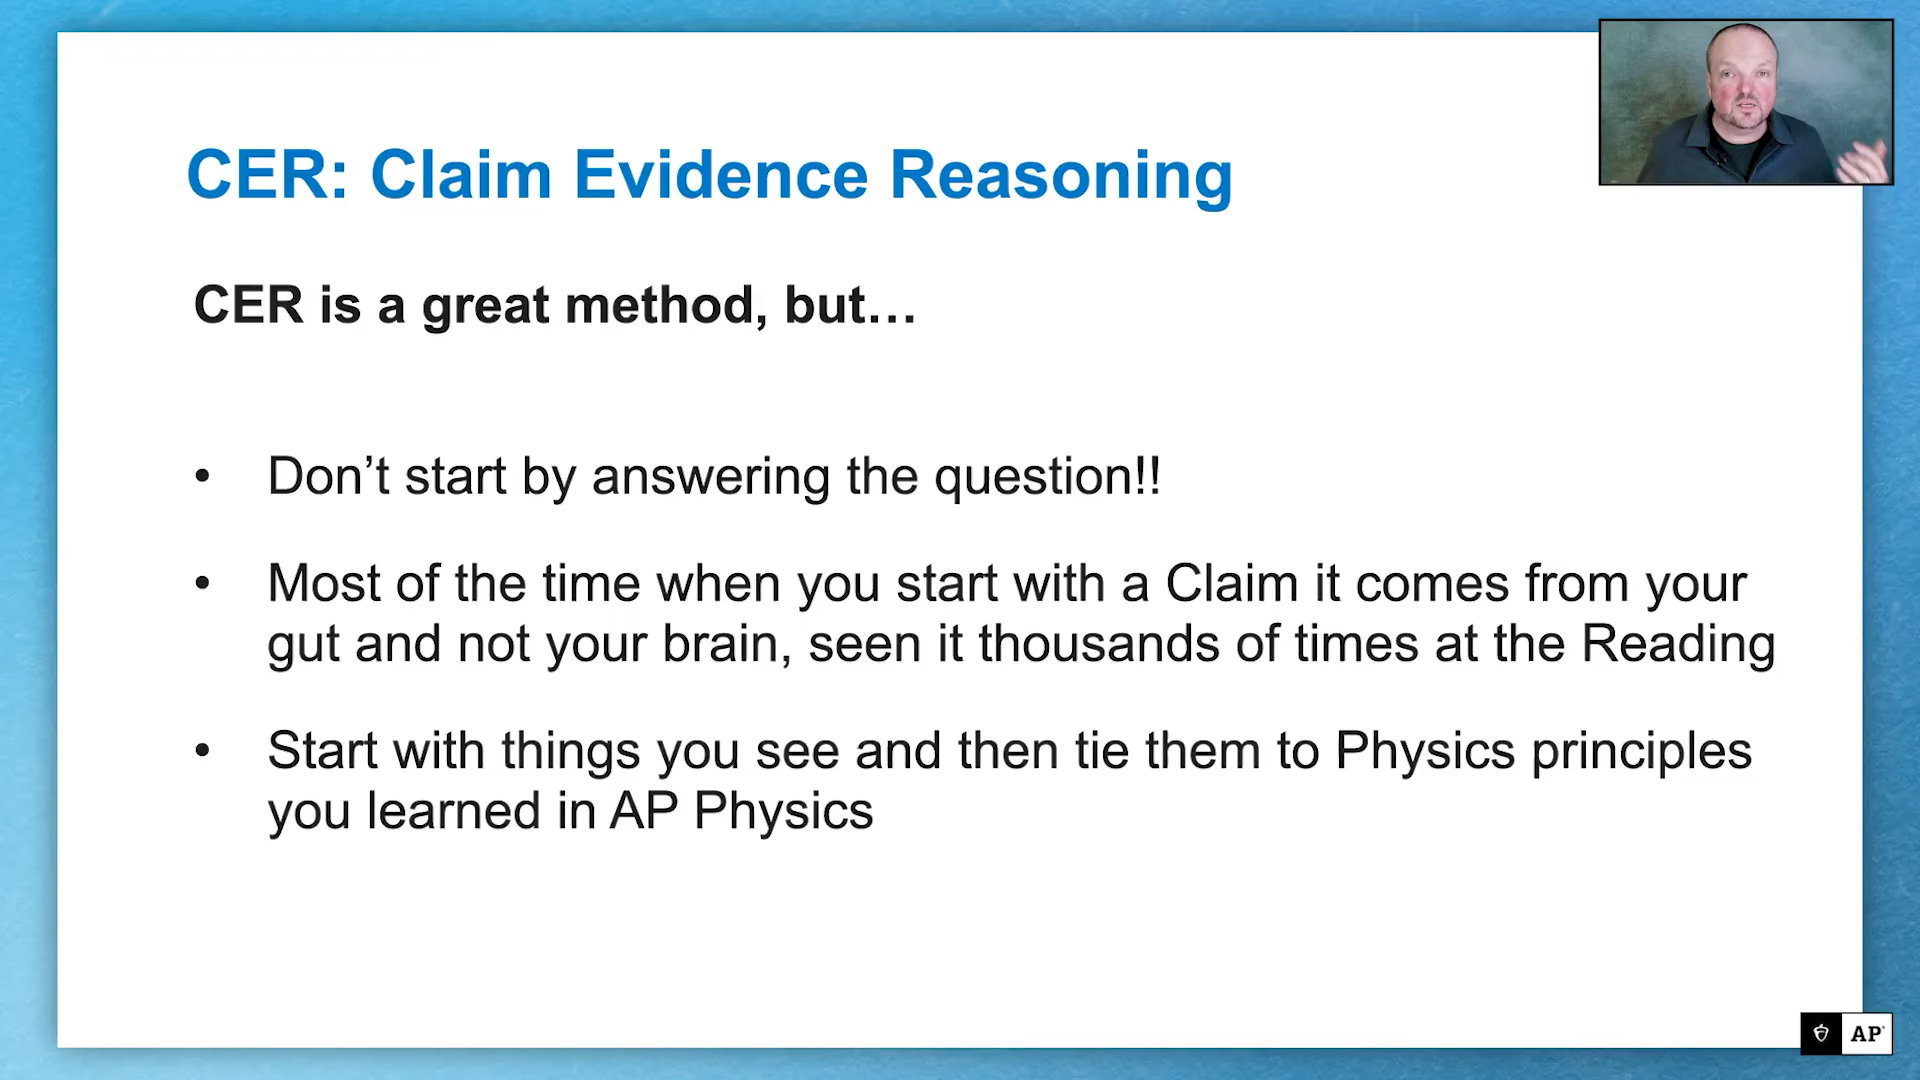 CER: Claim Evidence Reasoning
CER is a great method, but…
• Don’t start by answering the question!!
• Most of the time when you start with a Claim it comes from your
gut and not your brain, seen it thousands of times at the Reading
• Start with things you see and then tie them to Physics principles
you learned in AP Physics
AP